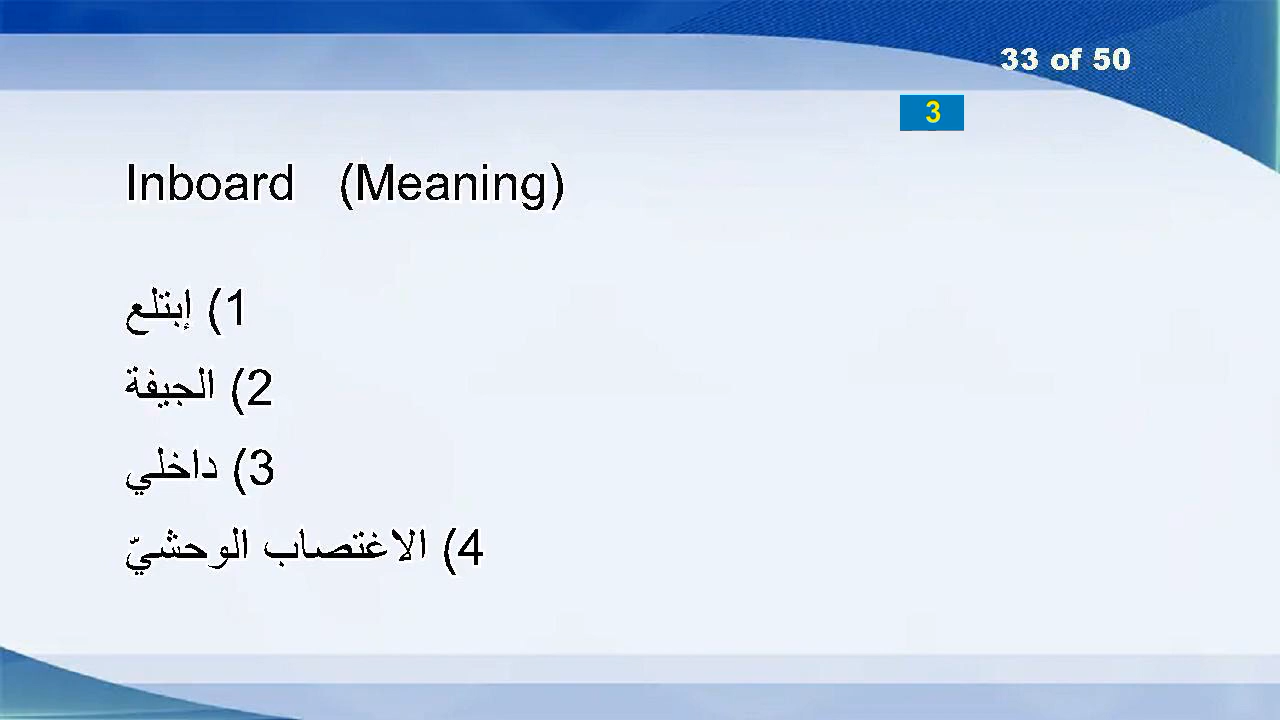 33 of 50
3
Inboard (Meaning)
1) إبتلع
2) الجيفة
3) داخلي
4) الاغتصاب الوحشيّ